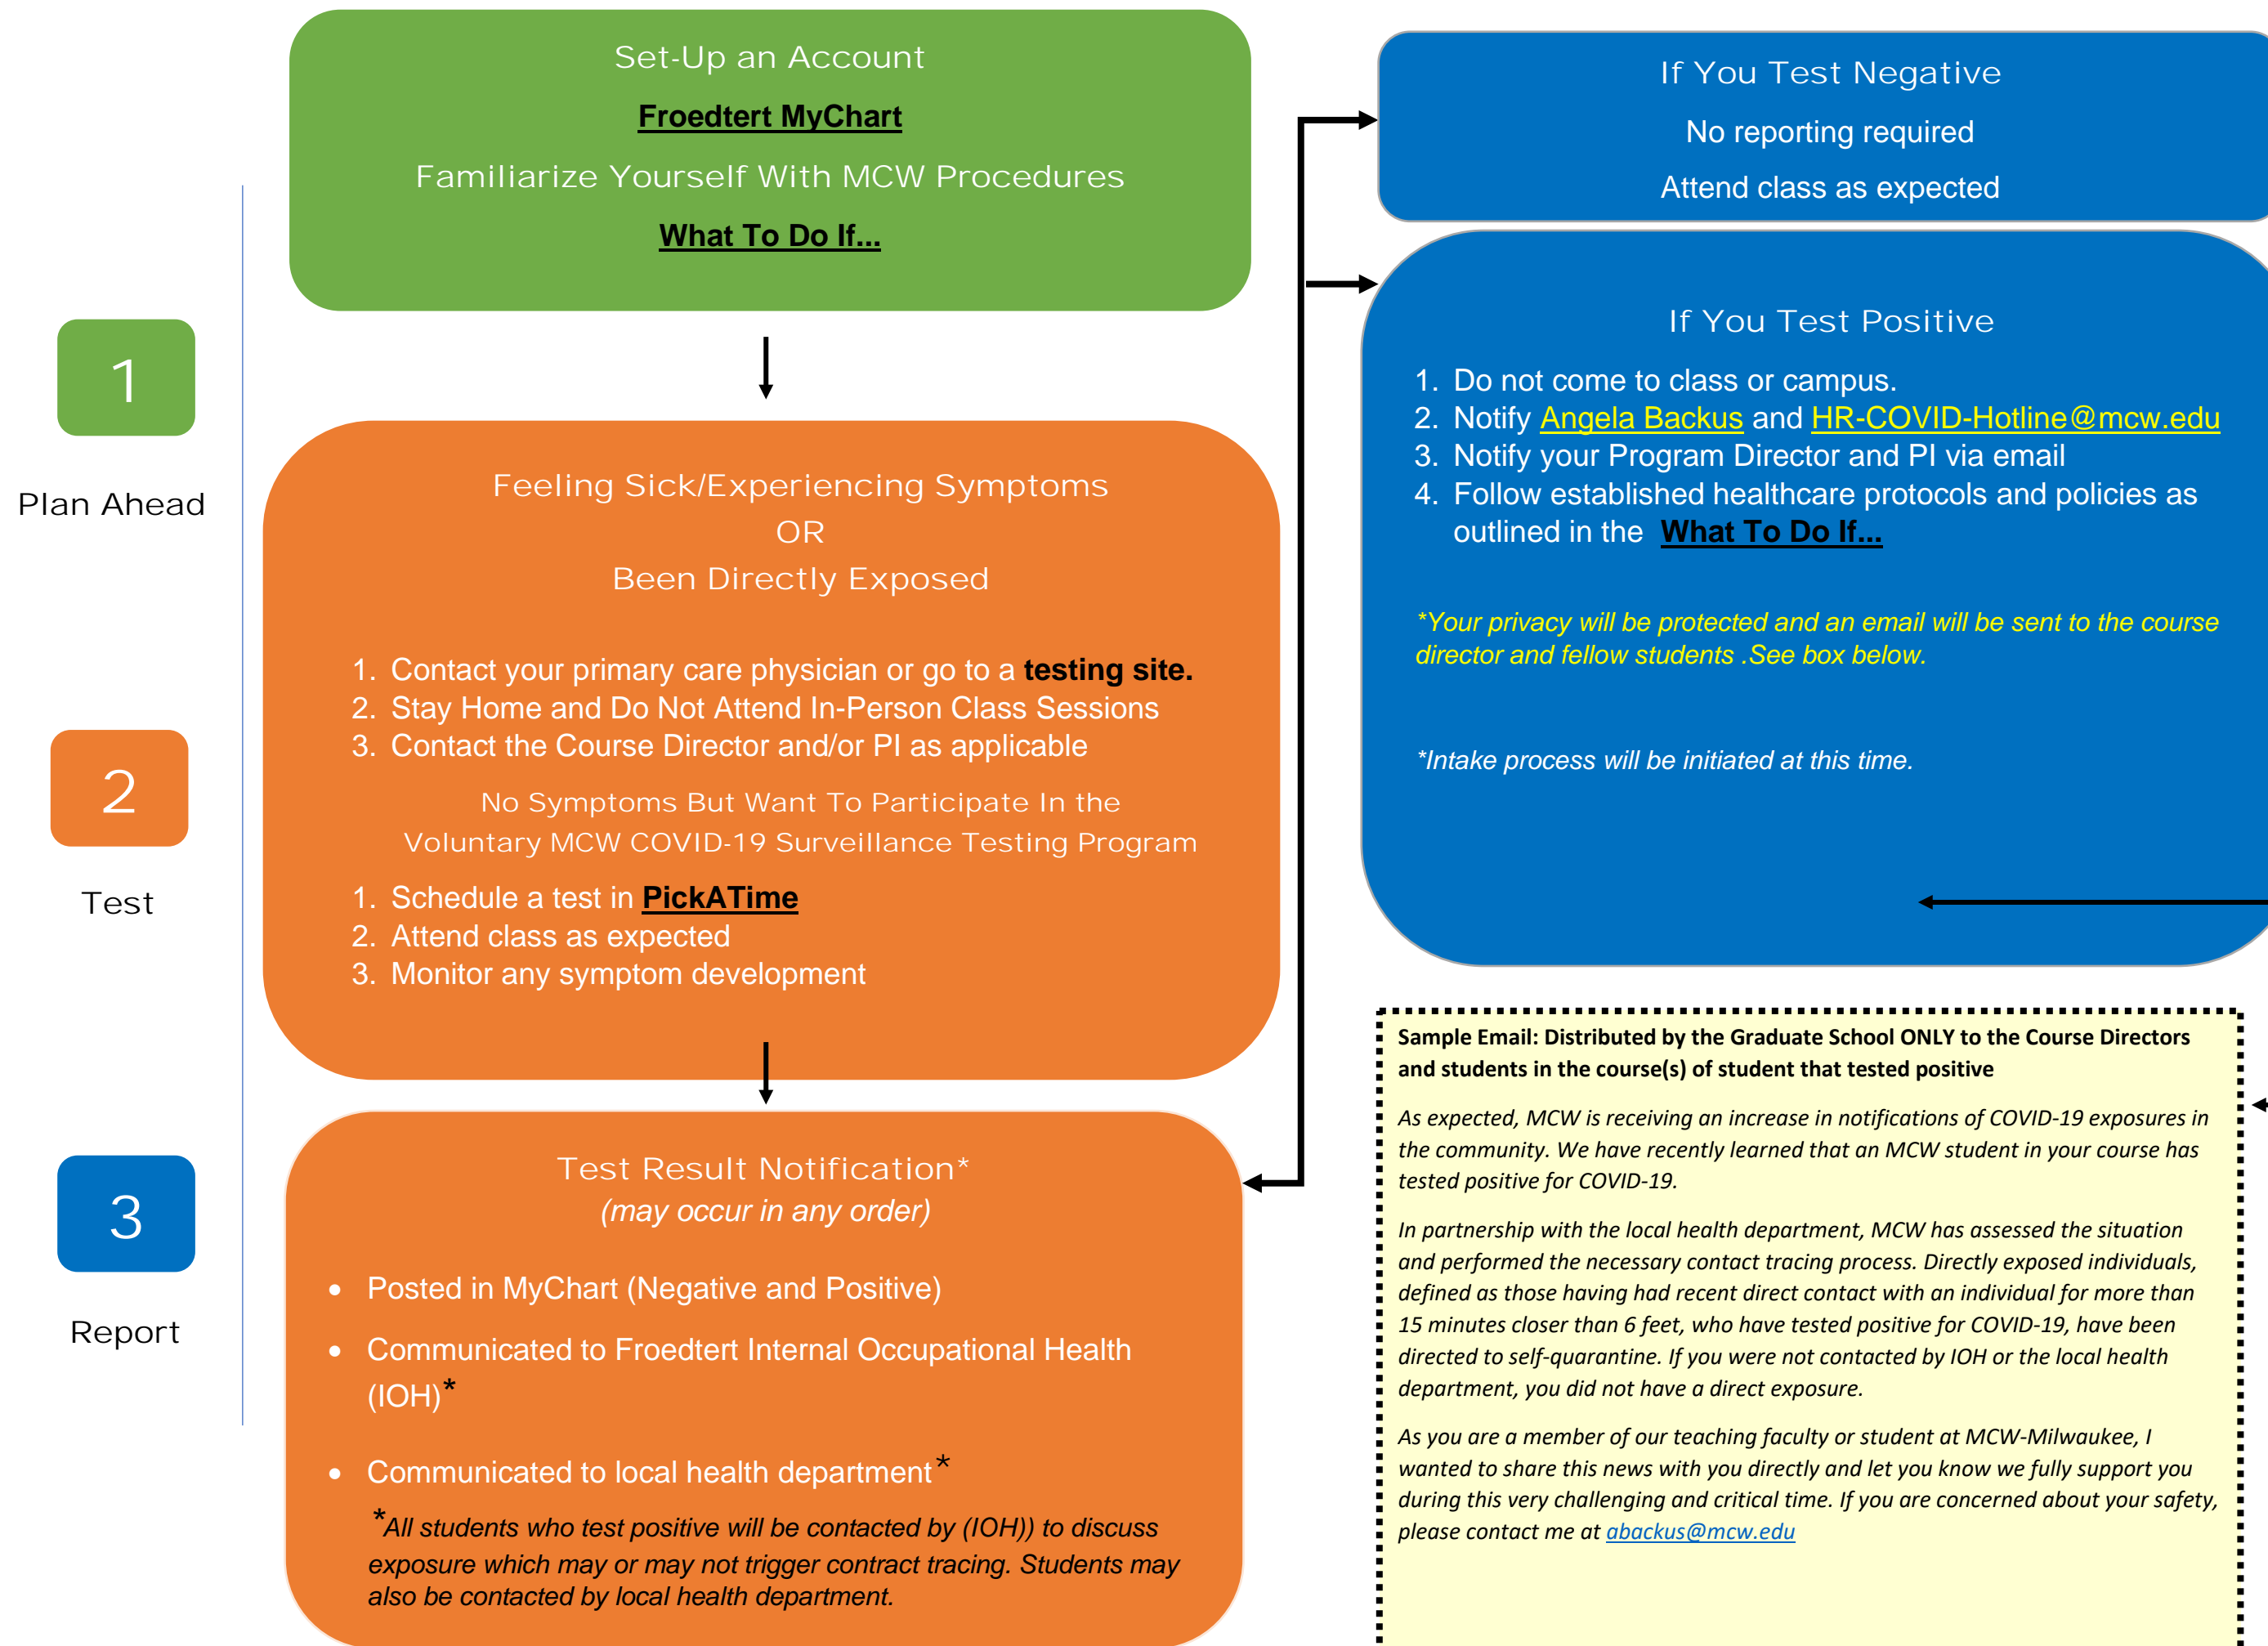 1
Plan Ahead
2
Test
3
Report
Set-Up an Account
Froedtert MyChart
Familiarize Yourself With MCW Procedures
What To Do If...
Feeling Sick/Experiencing Symptoms
OR
Been Directly Exposed
1. Contact your primary care physician or go to a testing site.
2. Stay Home and Do Not Attend In-Person Class Sessions
3. Contact the Course Director and/or PI as applicable
No Symptoms But Want To Participate In the
Voluntary MCW COVID-19 Surveillance Testing Program
1. Schedule a test in PickATime
2. Attend class as expected
3. Monitor any symptom development
Test Result Notification*
(may occur in any order)
• Posted in MyChart (Negative and Positive)
• Communicated to Froedtert Internal Occupational Health
(IOH)*
• Communicated to local health department*
*All students who test positive will be contacted by (IOH)) to discuss
exposure which may or may not trigger contract tracing. Students may
also be contacted by local health department.
If You Test Negative
No reporting required
Attend class as expected
If You Test Positive
1. Do not come to class or campus.
2. Notify Angela Backus and HR-COVID-Hotline@mcw.edu
3. Notify your Program Director and PI via email
4. Follow established healthcare protocols and policies as
outlined in the What To Do If...
*Your privacy will be protected and an email will be sent to the course
director and fellow students .See box below.
*Intake process will be initiated at this time.
Sample Email: Distributed by the Graduate School ONLY to the Course Directors
and students in the course(s) of student that tested positive
As expected, MCW is receiving an increase in notifications of COVID-19 exposures in
the community. We have recently learned that an MCW student in your course has
tested positive for COVID-19.
In partnership with the local health department, MCW has assessed the situation
and performed the necessary contact tracing process. Directly exposed individuals,
defined as those having had recent direct contact with an individual for more than
15 minutes closer than 6 feet, who have tested positive for COVID-19, have been
directed to self-quarantine. If you were not contacted by IOH or the local health
department, you did not have a direct exposure.
As you are a member of our teaching faculty or student at MCW-Milwaukee, I
wanted to share this news with you directly and let you know we fully support you
during this very challenging and critical time. If you are concerned about your safety,
please contact me at abackus@mcw.edu